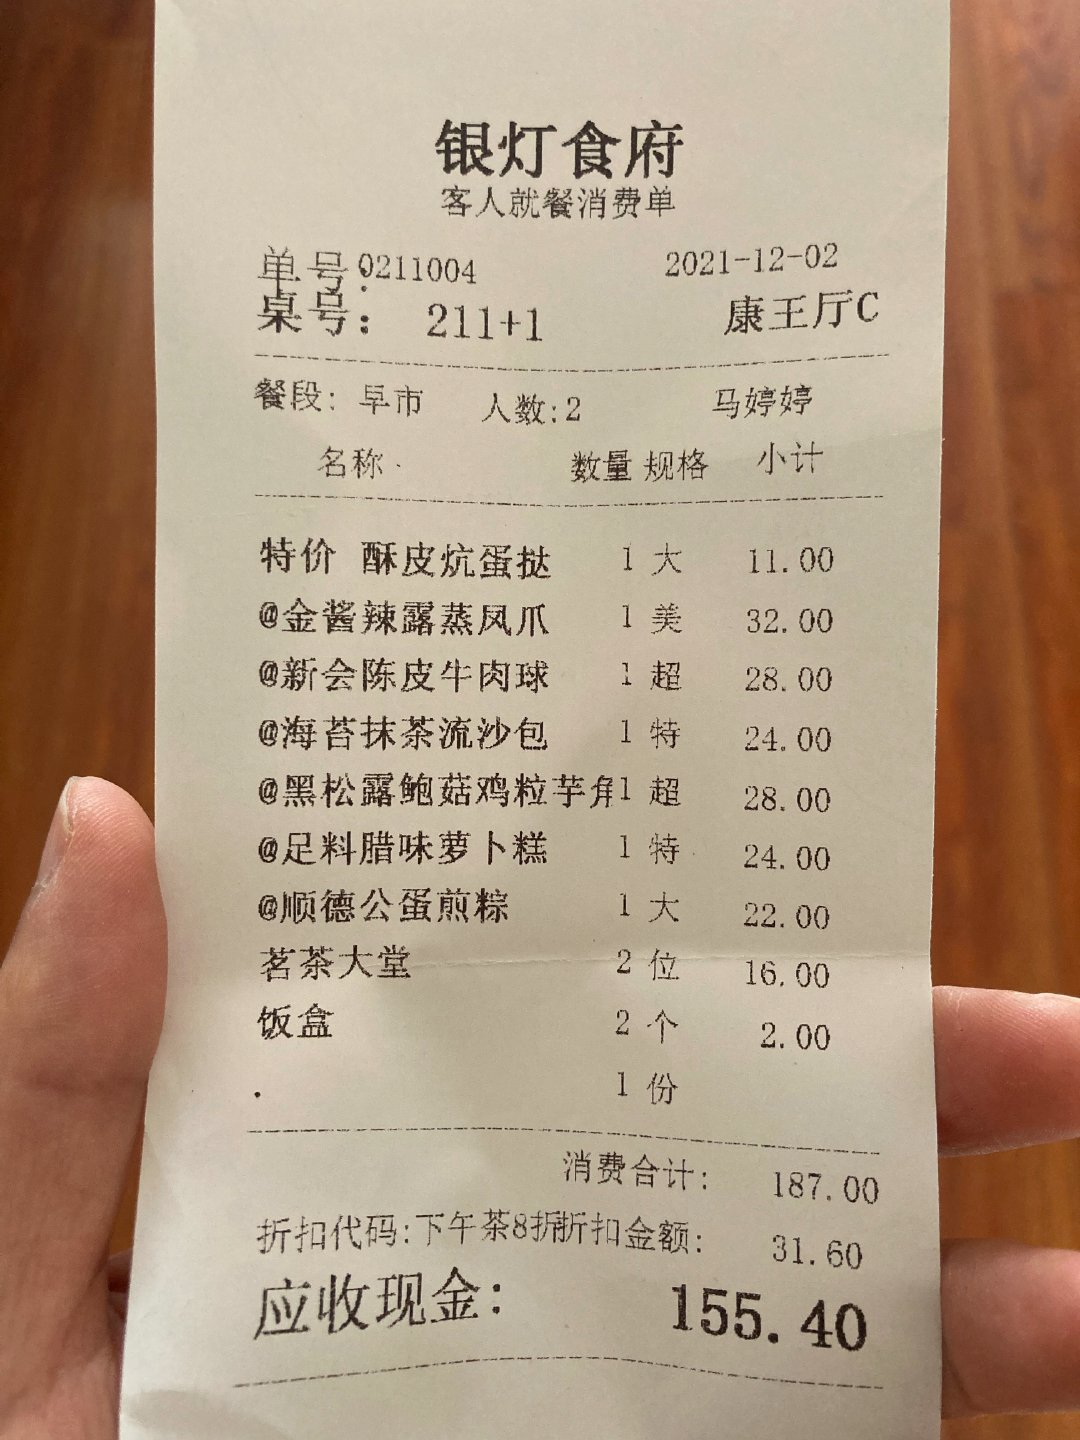 银灯食府
客人就餐消费单
单号:0211004 2021-12-02
桌号: 211+1 康王厅C
餐段: 早市 人数:2 马婷婷
名称 数量 规格 小计
特价 酥皮炕蛋挞 1 大 11.00
@金酱辣露蒸凤爪 1 美 32.00
@新会陈皮牛肉球 1 超 28.00
@海苔抹茶流沙包 1 特 24.00
@黑松露鲍菇鸡粒芋角1 超 28.00
@足料腊味萝卜糕 1 特 24.00
@顺德公蛋煎粽 1 大 22.00
茗茶大堂 2 位 16.00
饭盒 2 个 2.00
. 1 份
消费合计: 187.00
折扣代码:下午茶8折折扣金额: 31.60
应收现金: 155.40